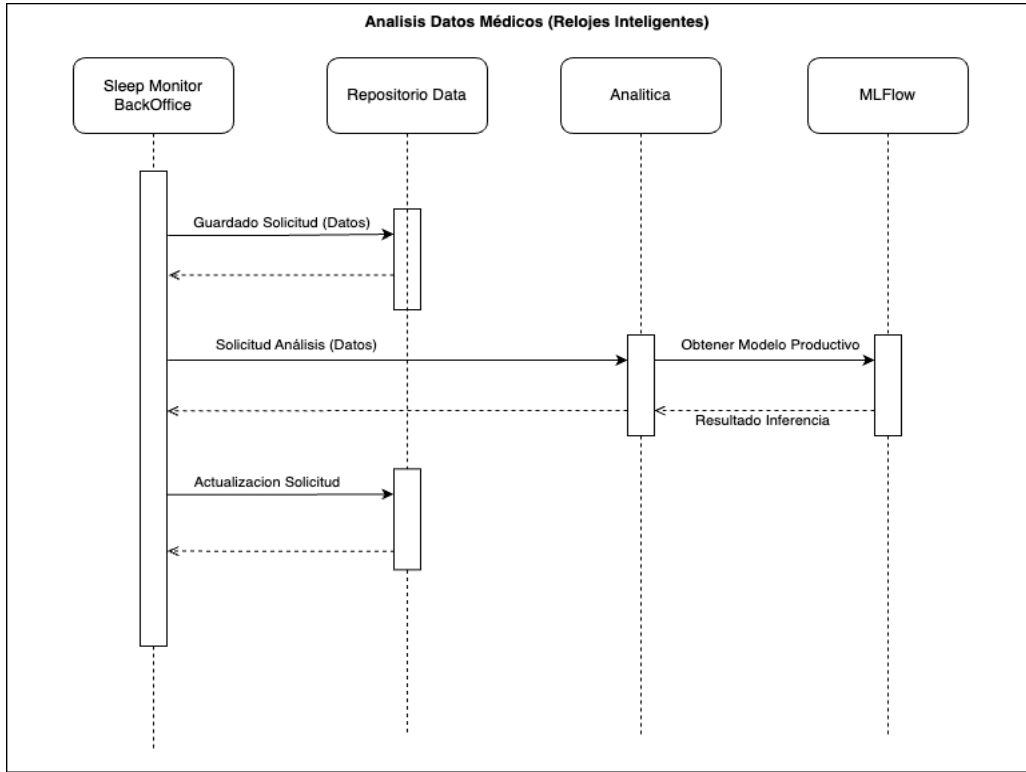 Analisis Datos Médicos (Relojes Inteligentes)
Sleep Monitor
BackOffice
Repositorio Data
Analitica
MLFlow
Guardado Solicitud (Datos)
Solicitud Análisis (Datos)
Obtener Modelo Productivo
Resultado Inferencia
Actualizacion Solicitud